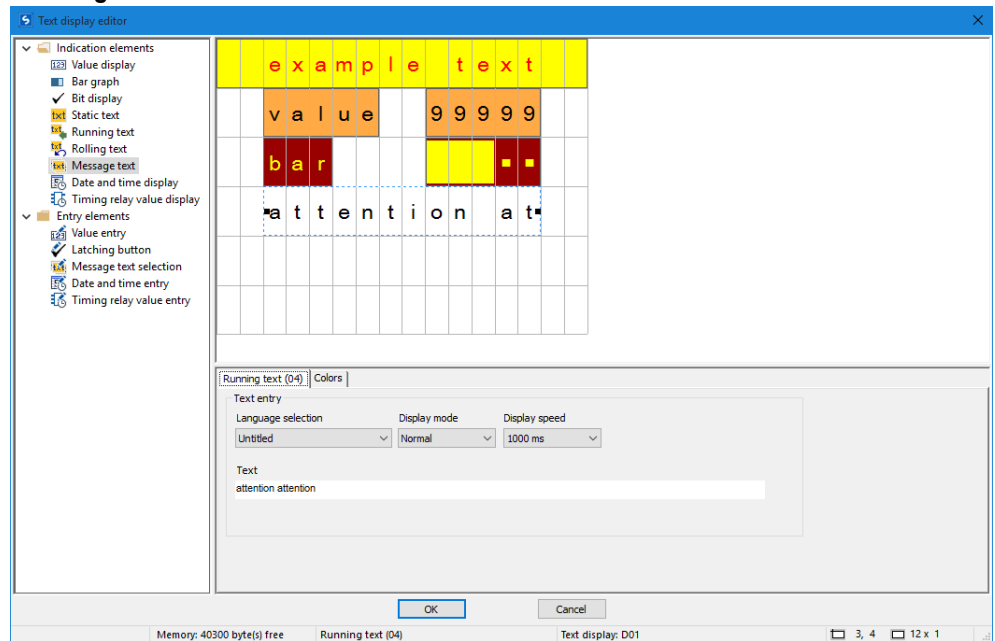 Text display editor
Indication elements
Value display
Bar graph
Bit display
Static text
Running text
Rolling text
Message text
Date and time display
Timing relay value display
Entry elements
Value entry
Latching button
Message text selection
Date and time entry
Timing relay value entry
example text
value 99999
bar
attention at
Running text (04) Colors
Text entry
Language selection Display mode Display speed
Untitled Normal 1000 ms
Text
attention attention
OK Cancel
Memory: 40300 byte(s) free Running text (04) Text display: D01 3, 4 12 x 1